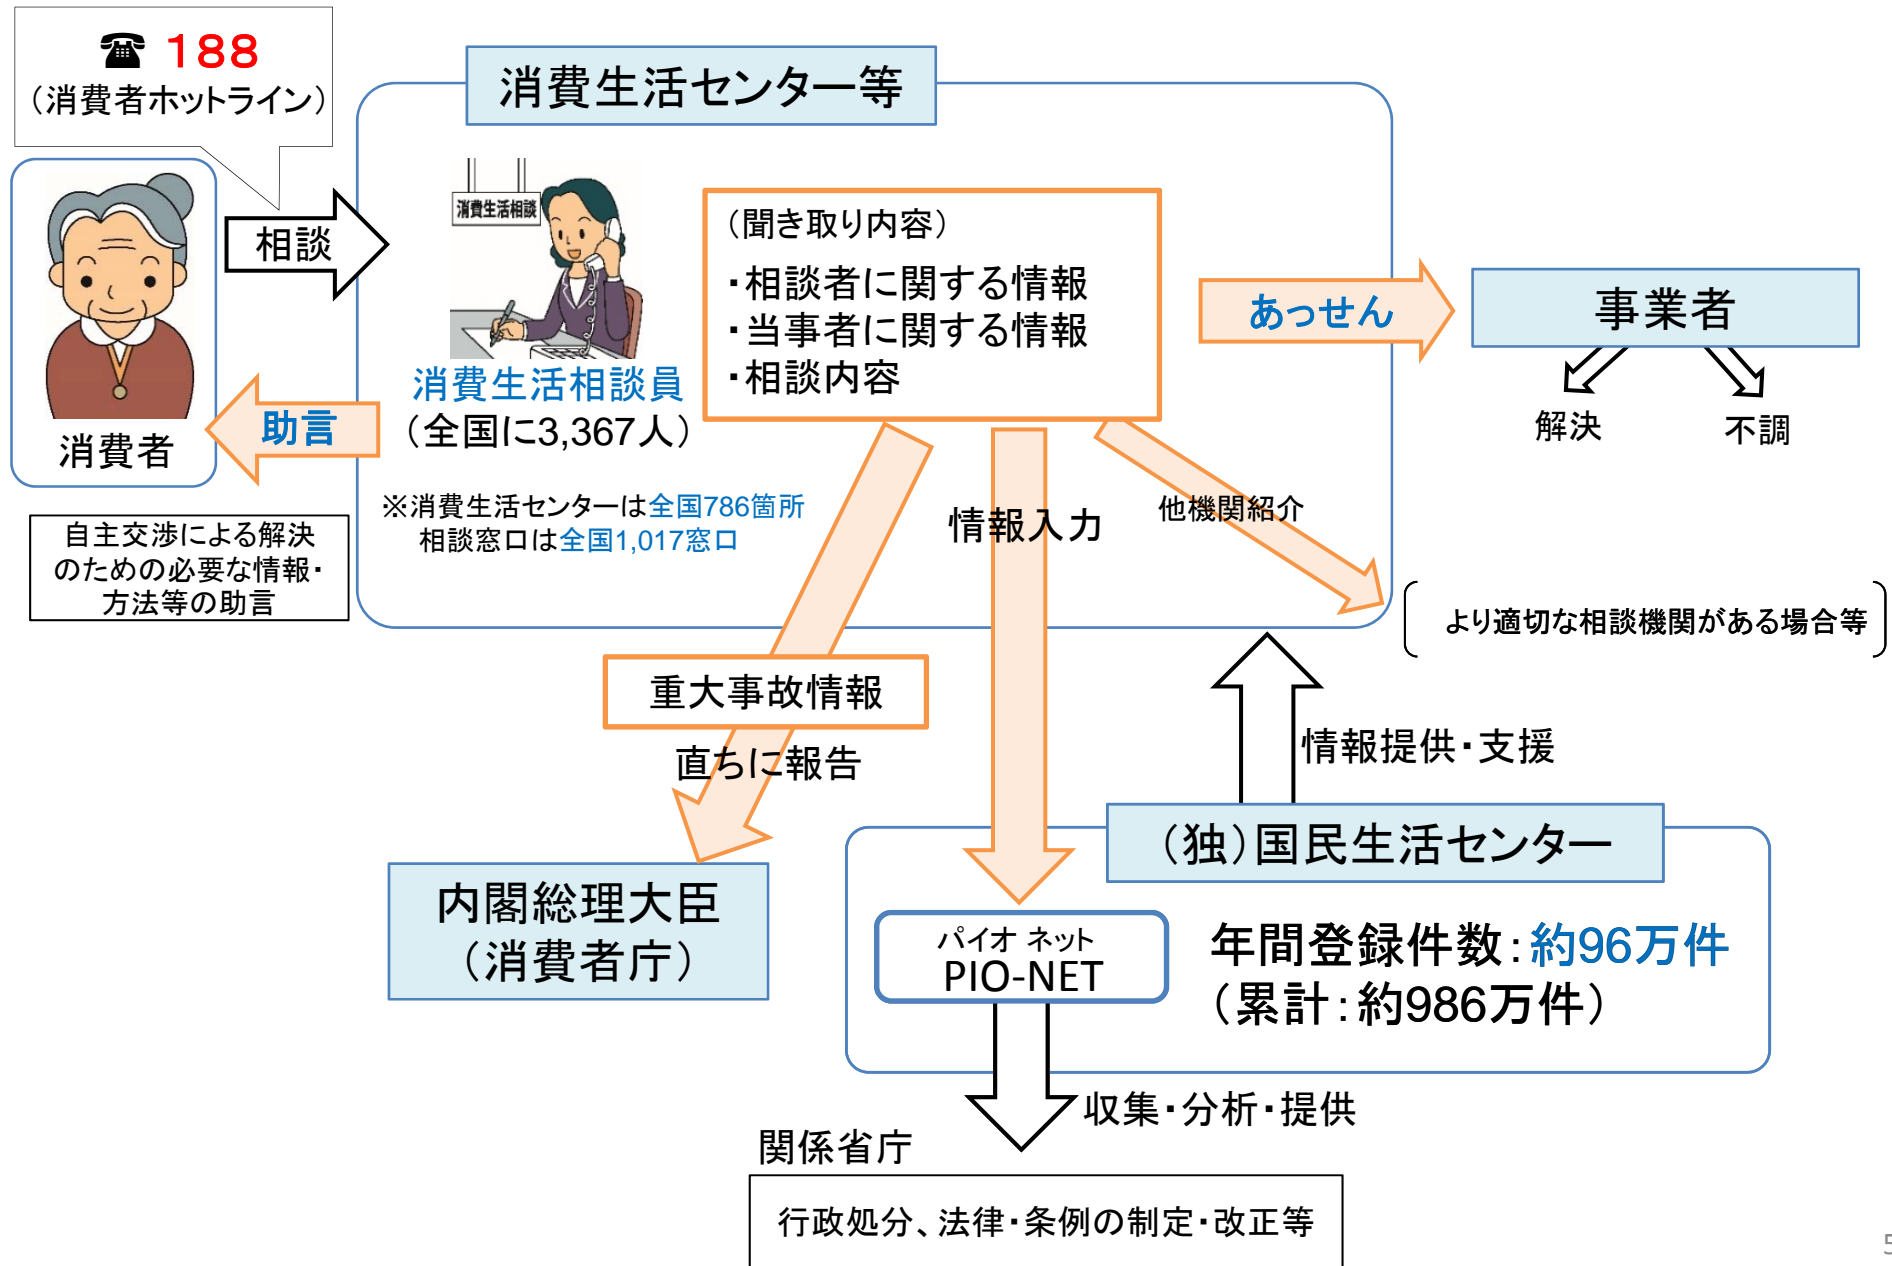 ☎ 188
（消費者ホットライン）
消費生活センター等
消費者
相談
助言
自主交渉による解決
のための必要な情報・
方法等の助言
消費生活相談
消費生活相談員
（全国に3,367人）
※消費生活センターは全国786箇所
相談窓口は全国1,017窓口
（聞き取り内容）
・相談者に関する情報
・当事者に関する情報
・相談内容
あっせん
事業者
解決
不調
情報入力
他機関紹介
より適切な相談機関がある場合等
重大事故情報
直ちに報告
内閣総理大臣
（消費者庁）
情報提供・支援
（独）国民生活センター
パイオ ネット
PIO-NET
年間登録件数：約96万件
（累計：約986万件）
収集・分析・提供
関係省庁
行政処分、法律・条例の制定・改正等
5